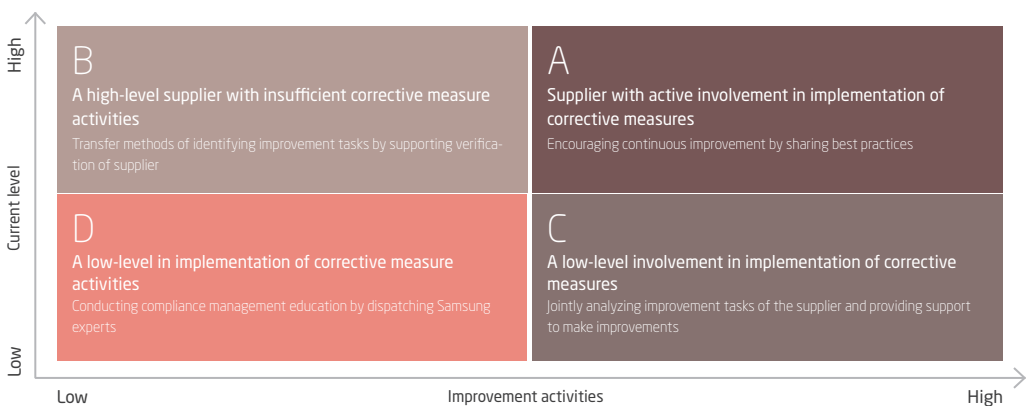 High
B
A high-level supplier with insufficient corrective measure
activities
Transfer methods of identifying improvement tasks by supporting verifica-
tion of supplier
A
Supplier with active involvement in implementation of
corrective measures
Encouraging continuous improvement by sharing best practices
Current level
D
A low-level in implementation of corrective measure
activities
Conducting compliance management education by dispatching Samsung
experts
C
A low-level involvement in implementation of corrective
measures
Jointly analyzing improvement tasks of the supplier and providing support
to make improvements
Low
Low
Improvement activities
High